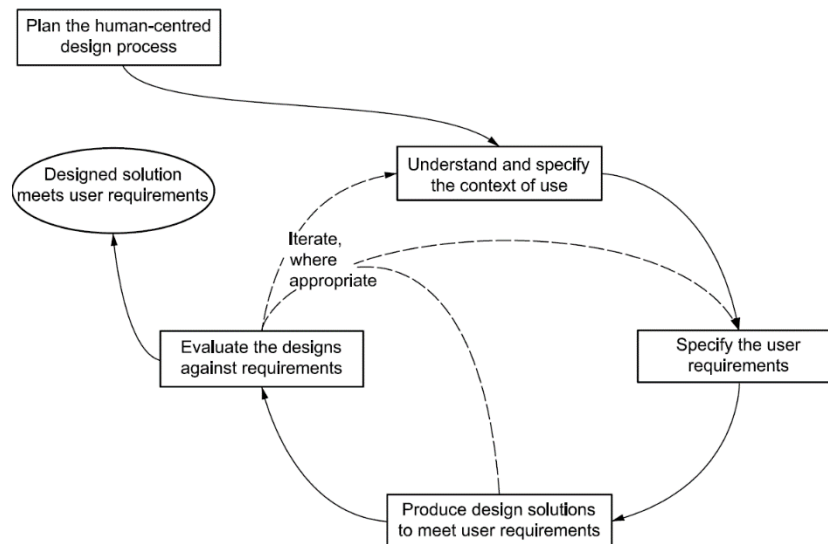 Plan the human-centred
design process
Understand and specify
the context of use
Designed solution
meets user requirements
Iterate,
where
appropriate
Evaluate the designs
against requirements
Specify the user
requirements
Produce design solutions
to meet user requirements